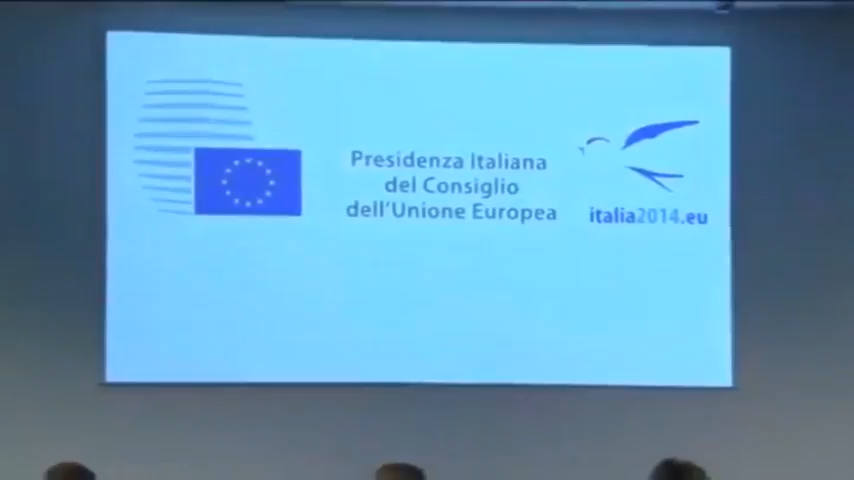 Presidenza Italiana
del Consiglio
dell'Unione Europea
italia2014.eu